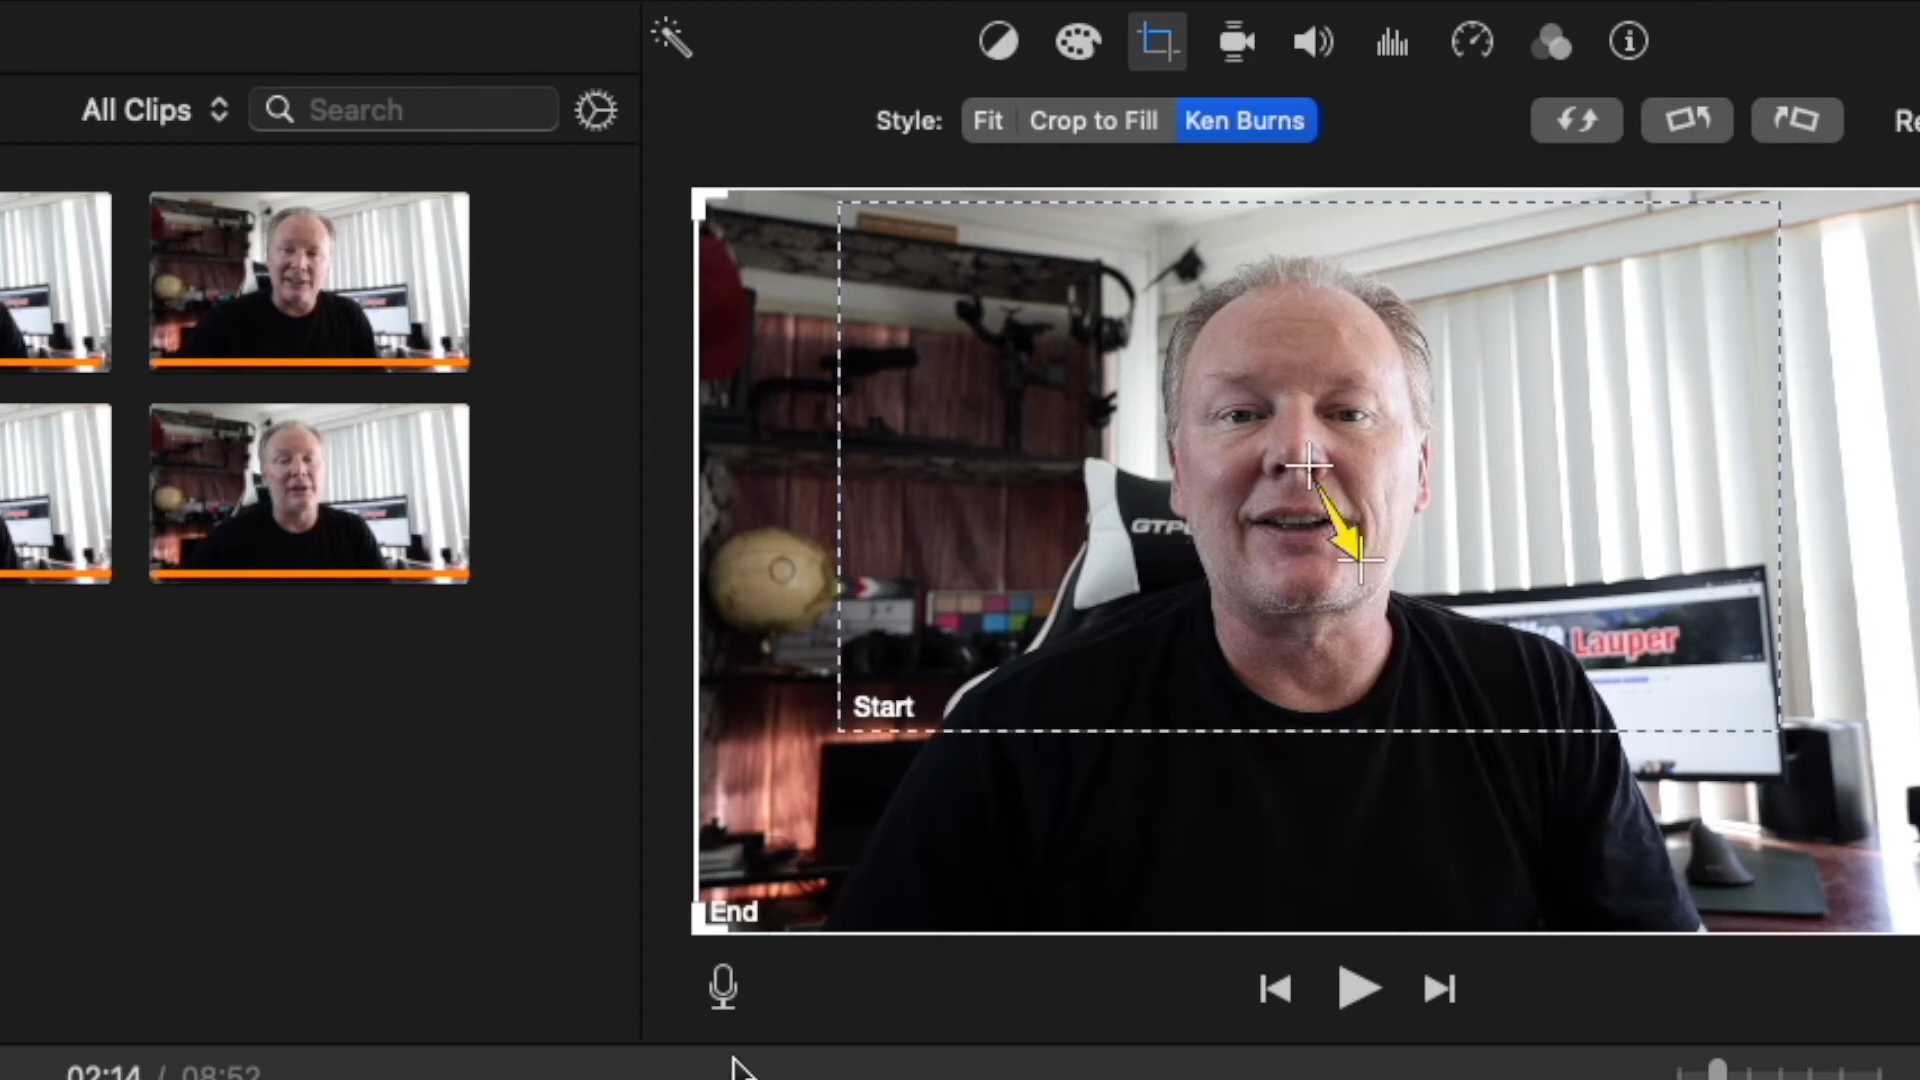 All Clips
Search
Style:
Fit
Crop to Fill
Ken Burns
Start
Lauper
End
02:14 / 08:52